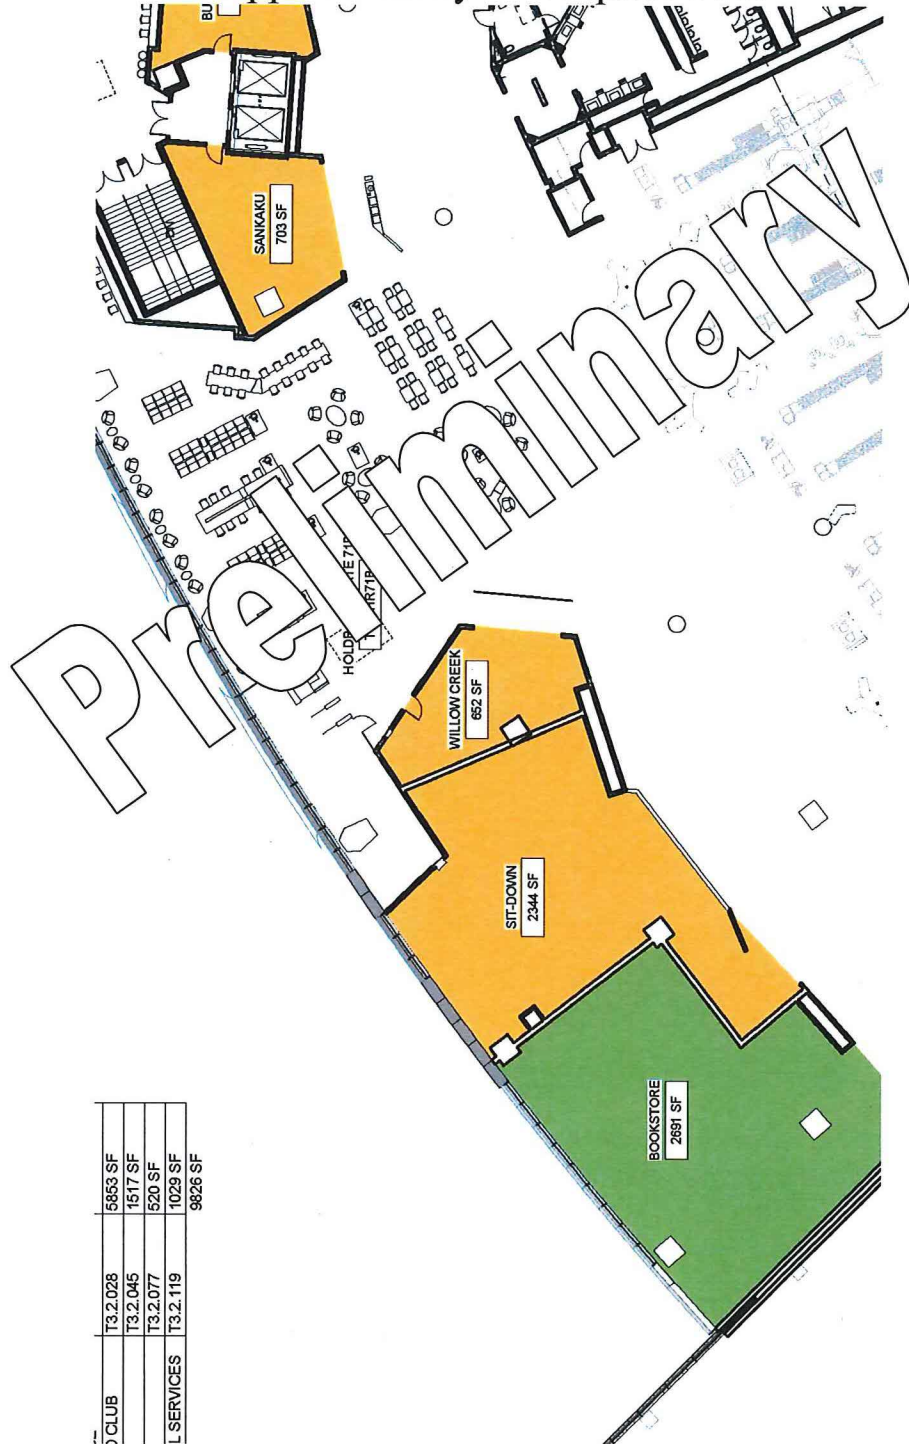 BU
SANKAKU
703 SF
Preliminary
WILLOW CREEK
652 SF
SIT-DOWN
2344 SF
BOOKSTORE
2691 SF
CLUB T3.2.028 5853 SF
T3.2.045 1517 SF
T3.2.077 520 SF
L SERVICES T3.2.119 1029 SF
9826 SF